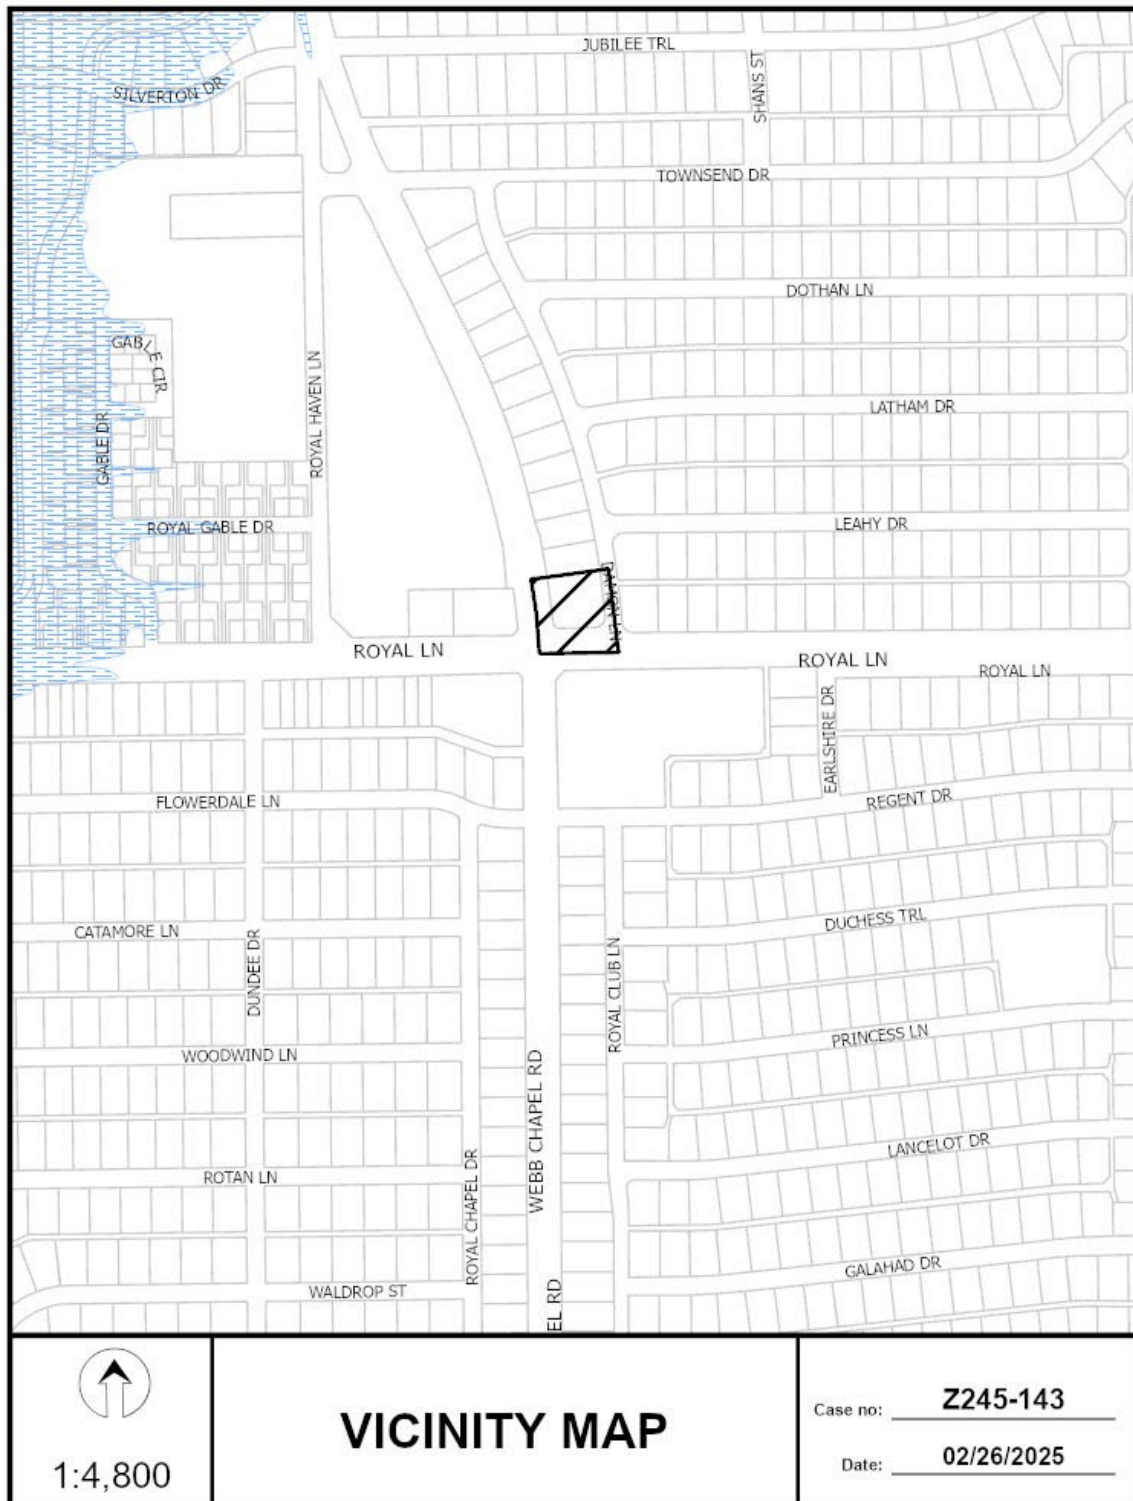 JUBILEE TRL
SHANS ST
SILVERTON DR
TOWNSEND DR
DOTHAN LN
GABLE CIR
ROYAL HAVEN LN
LATHAM DR
GABLE DR
LEAHY DR
ROYAL GABLE DR
ROYAL LN
ROYAL LN
ROYAL LN
EARLSHIRE DR
FLOWERDALE LN
REGENT DR
DUCHESS TRL
CATAMORE LN
DUNDEE DR
ROYAL CLUB LN
PRINCESS LN
WOODWIND LN
WEBB CHAPEL RD
LANCELOT DR
ROTAN LN
ROYAL CHAPEL DR
GALAHAD DR
WALDROP ST
EL RD
1:4,800
VICINITY MAP
Case no: Z245-143
Date: 02/26/2025